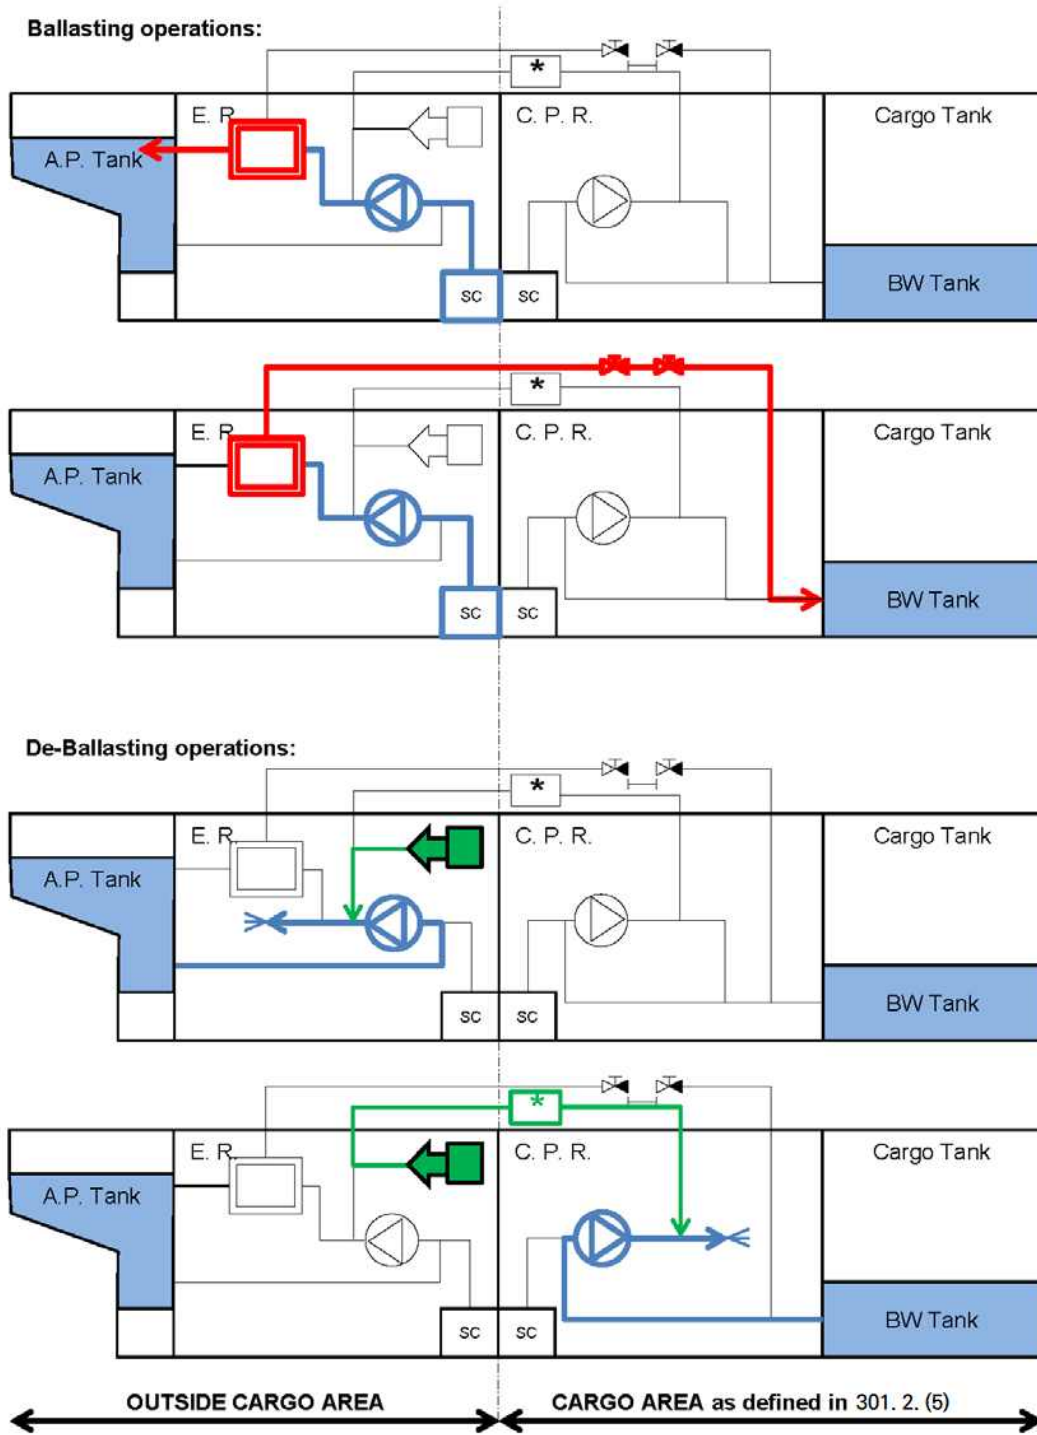 Ballasting operations:
*
E. R.
C. P. R.
Cargo Tank
A.P. Tank
BW Tank
SC
SC
*
E. R.
C. P. R.
Cargo Tank
A.P. Tank
BW Tank
SC
SC
De-Ballasting operations:
*
E. R.
C. P. R.
Cargo Tank
A.P. Tank
BW Tank
SC
SC
*
E. R.
C. P. R.
Cargo Tank
A.P. Tank
BW Tank
SC
SC
OUTSIDE CARGO AREA
CARGO AREA as defined in 301. 2. (5)